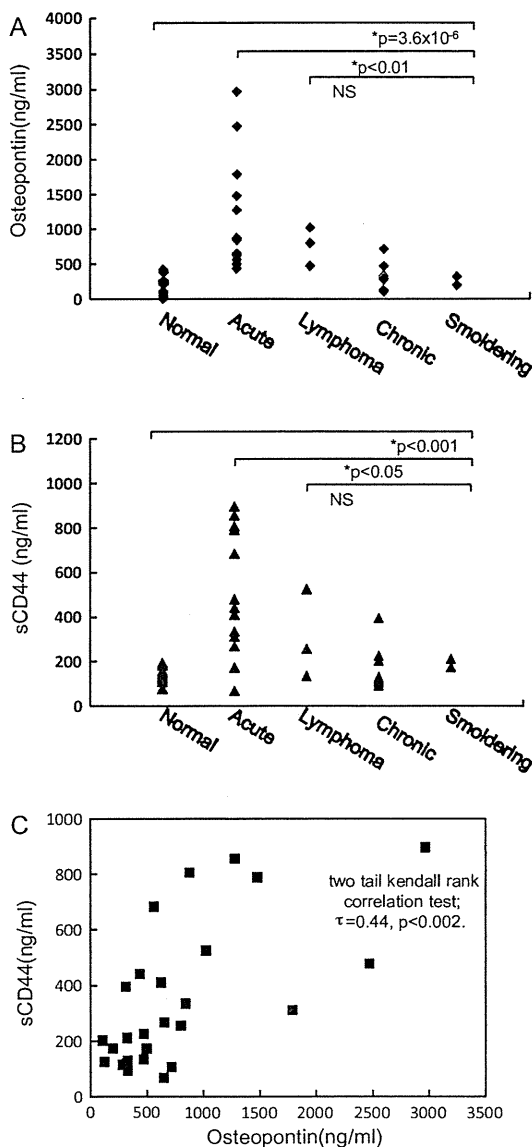 A
4000
3500
3000
2500
2000
1500
1000
500
0
Osteopontin(ng/ml)
*p=3.6x10-6
*p<0.01
NS
Normal
Acute
Lymphoma
Chronic
Smoldering
B
1200
1000
800
600
400
200
0
sCD44 (ng/ml)
*p<0.001
*p<0.05
NS
Normal
Acute
Lymphoma
Chronic
Smoldering
C
1000
800
600
400
200
0
sCD44(ng/ml)
two tail kendall rank
correlation test;
τ=0.44, p<0.002.
0
500
1000
1500
2000
2500
3000
3500
Osteopontin(ng/ml)